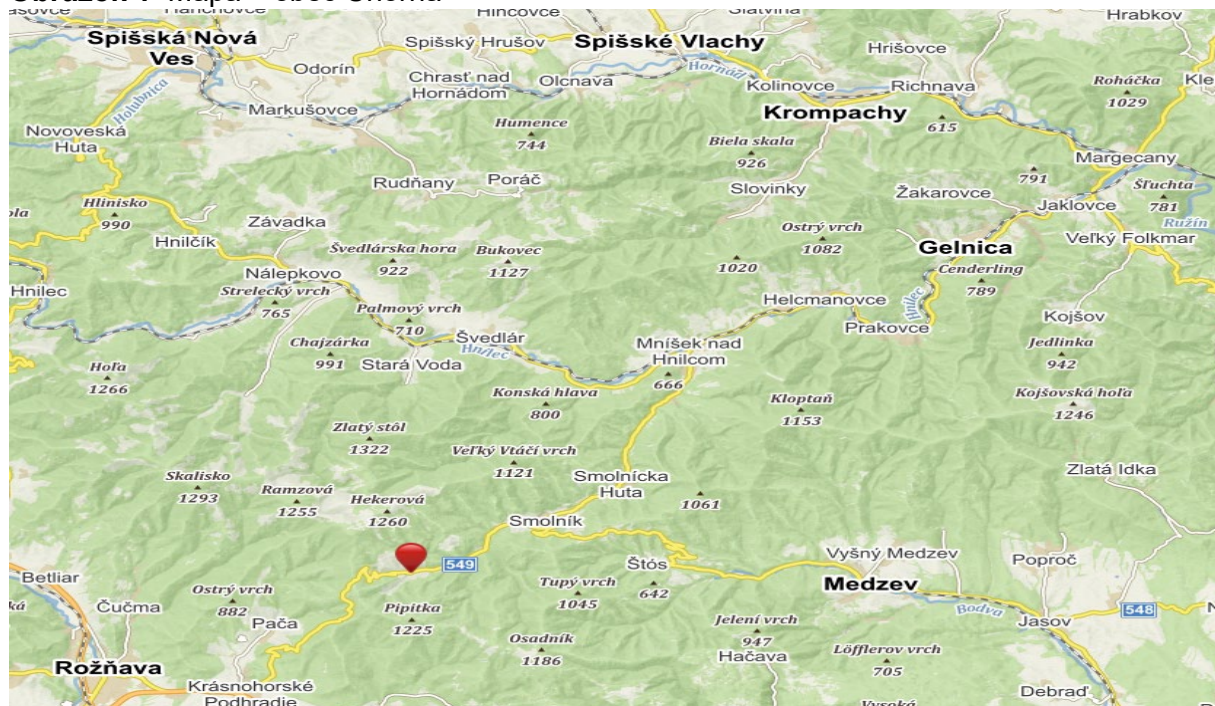 Harichovce
Hincovce
Slatvina
Hrabkov
Spišská Nová
Ves
Spišský Hrušov
Spišské Vlachy
Hrišovce
Odorín
Chrasť nad
Hornádom
Olcnava
Hornád
Kolinovce
Richnava
Roháčka
1029
Holubnica
Markušovce
Krompachy
Novoveská
Huta
Humence
744
Biela skala
926
615
Margecany
Rudňany
Poráč
Slovinky
Žakarovce
791
Šľuchta
781
Hlinisko
990
Závadka
Jaklovce
Ružín
Hnilčík
Švedlárska hora
922
Bukovec
1127
Ostrý vrch
1082
Gelnica
Veľký Folkmar
Hnilec
Nálepkovo
1020
Cenderling
789
Strelecký vrch
765
Palmový vrch
710
Helcmanovce
Hnilec
Prakovce
Kojšov
Chajzárka
991
Stará Voda
Švedlár
Hnilec
Mníšek nad
Hnilcom
666
Jedlinka
942
Hoľa
1266
Konská hlava
800
Kloptaň
1153
Kojšovská hoľa
1246
Zlatý stôl
1322
Veľký Vtáčí vrch
1121
Skalisko
1293
Ramzová
1255
Hekerová
1260
Smolnícka
Huta
1061
Zlatá Idka
Smolník
Betliar
549
Štós
Vyšný Medzev
Poproč
Čučma
Ostrý vrch
882
Pača
Pipitka
1225
Tupý vrch
1045
642
Medzev
Bodva
548
Jasov
Osadník
1186
Jelení vrch
947
Hačava
Löfflerov vrch
705
Rožňava
Krásnohorské
Podhradie
Debraď
Vysoká